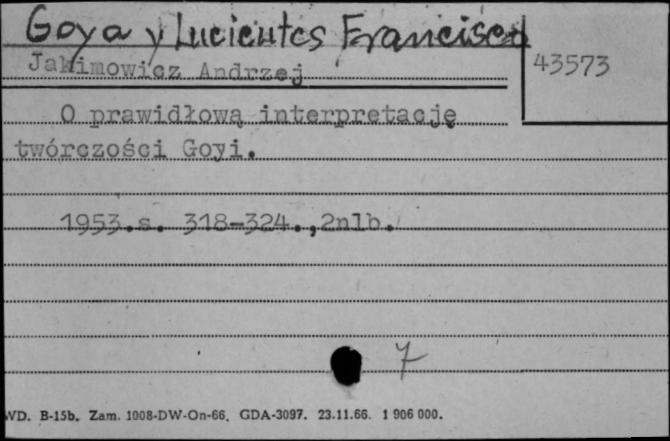 Goya y Lucientes Francisco
Jakimowicz Andrzej
43573
O prawidłową interpretację
twórczości Goyi.
1953.s. 318-324.,2nlb.
7
WD. B-15b. Zam. 1008-DW-On-66. GDA-3097. 23.11.66. 1 906 000.